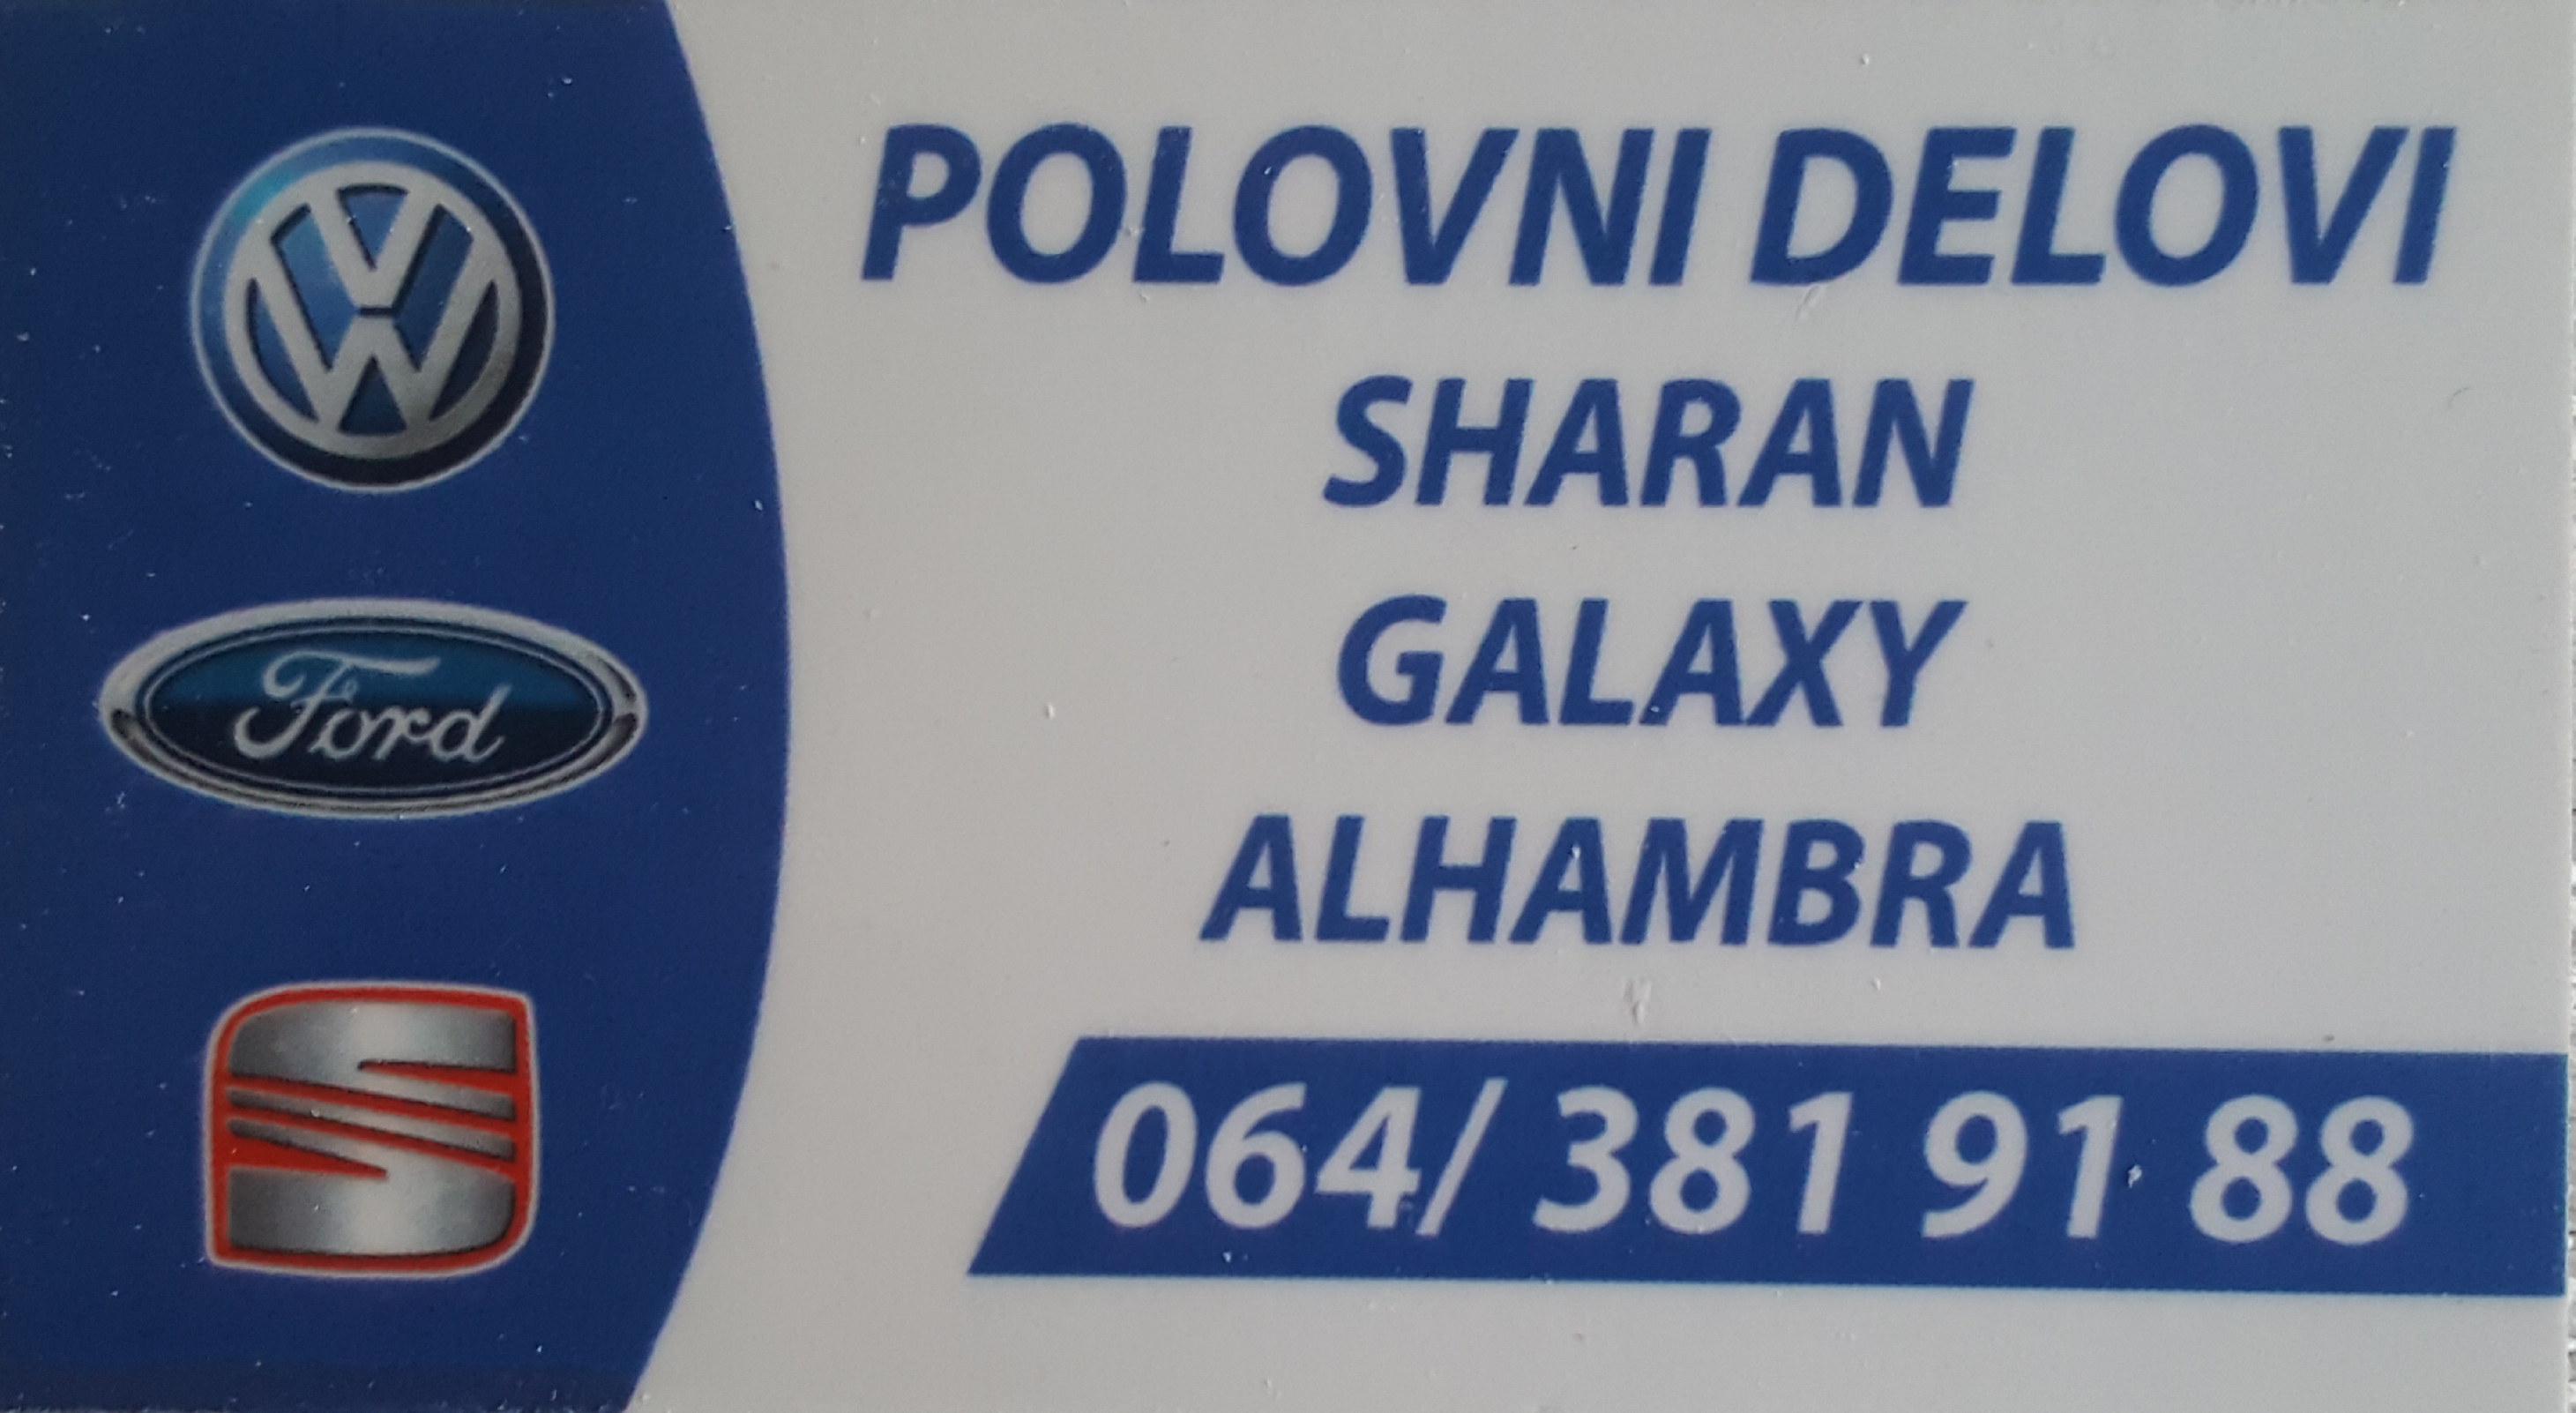 POLOVNI DELOVI
SHARAN
GALAXY
Ford
ALHAMBRA
064/ 381 91 88